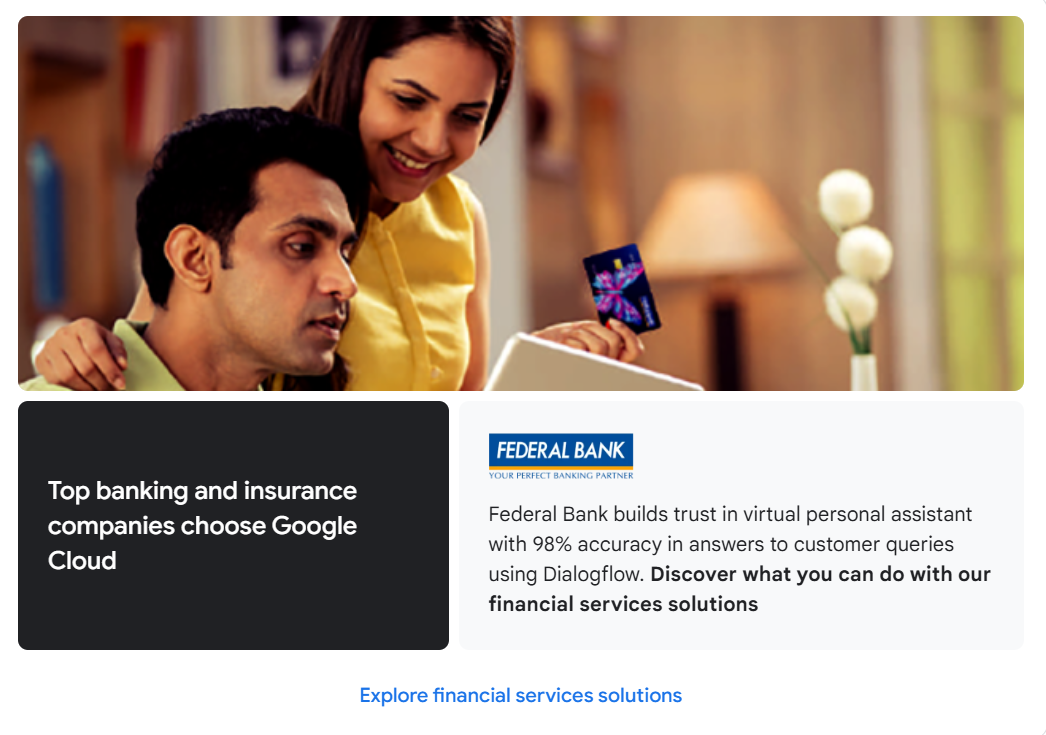 Top banking and insurance
companies choose Google
Cloud
FEDERAL BANK
YOUR PERFECT BANKING PARTNER
Federal Bank builds trust in virtual personal assistant
with 98% accuracy in answers to customer queries
using Dialogflow. Discover what you can do with our
financial services solutions
Explore financial services solutions